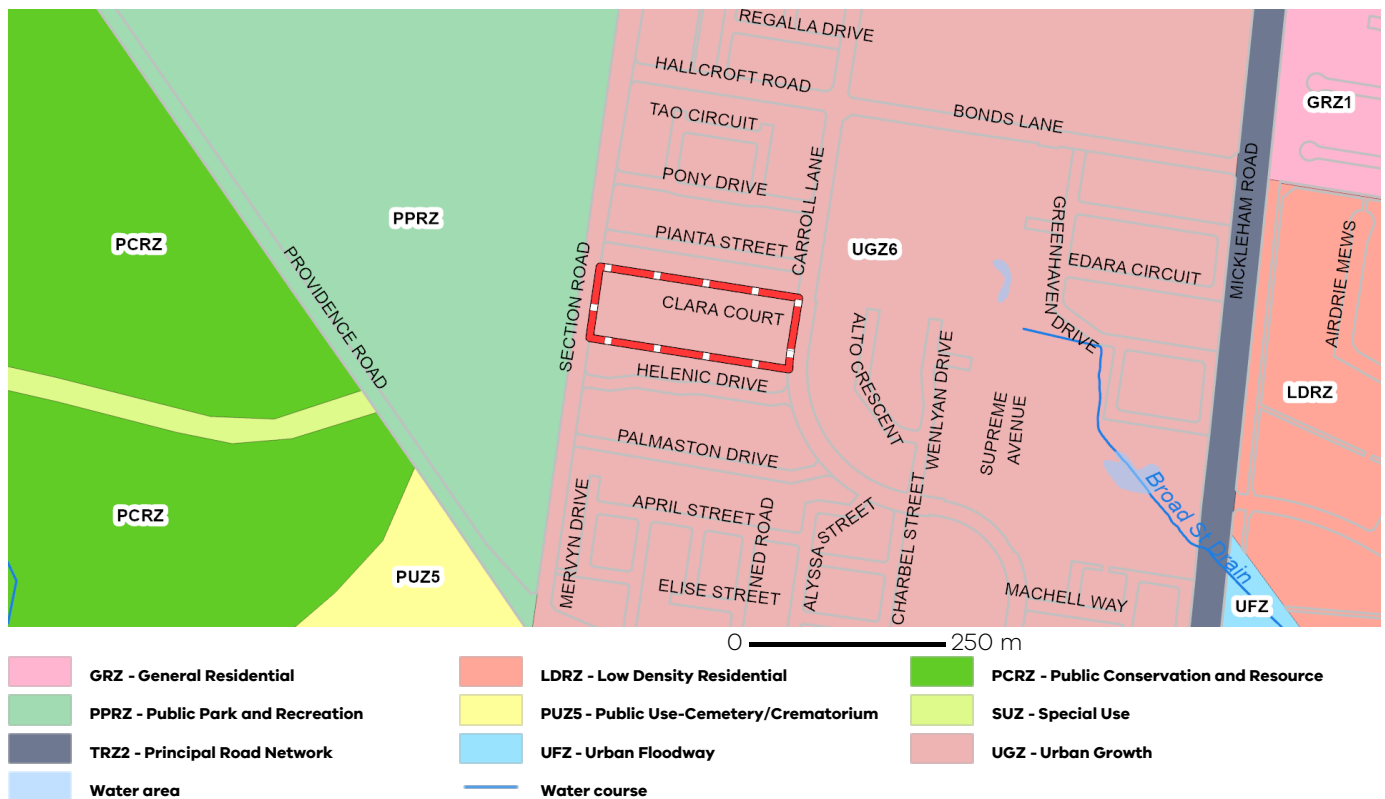 REGALLA DRIVE
HALLCROFT ROAD
GRZ1
TAO CIRCUIT
BONDS LANE
MICKLEHAM ROAD
PONY DRIVE
CARROLL LANE
PCRZ
PPRZ
PIANTA STREET
UGZ6
GREENHAVEN DRIVE
EDARA CIRCUIT
AIRDRIE MEWS
PROVIDENCE ROAD
SECTION ROAD
CLARA COURT
HELENIC DRIVE
ALTO CRESCENT
WENLYAN DRIVE
SUPREME
AVENUE
LDRZ
PALMASTON DRIVE
PCRZ
MERVYN DRIVE
APRIL STREET
NED ROAD
ALYSSA STREET
CHARBEL STREET
Broad St Drain
PUZ5
ELISE STREET
MACHELL WAY
UFZ
0 250 m
GRZ - General Residential
LDRZ - Low Density Residential
PCRZ - Public Conservation and Resource
PPRZ - Public Park and Recreation
PUZ5 - Public Use-Cemetery/Crematorium
SUZ - Special Use
TRZ2 - Principal Road Network
UFZ - Urban Floodway
UGZ - Urban Growth
Water area
Water course